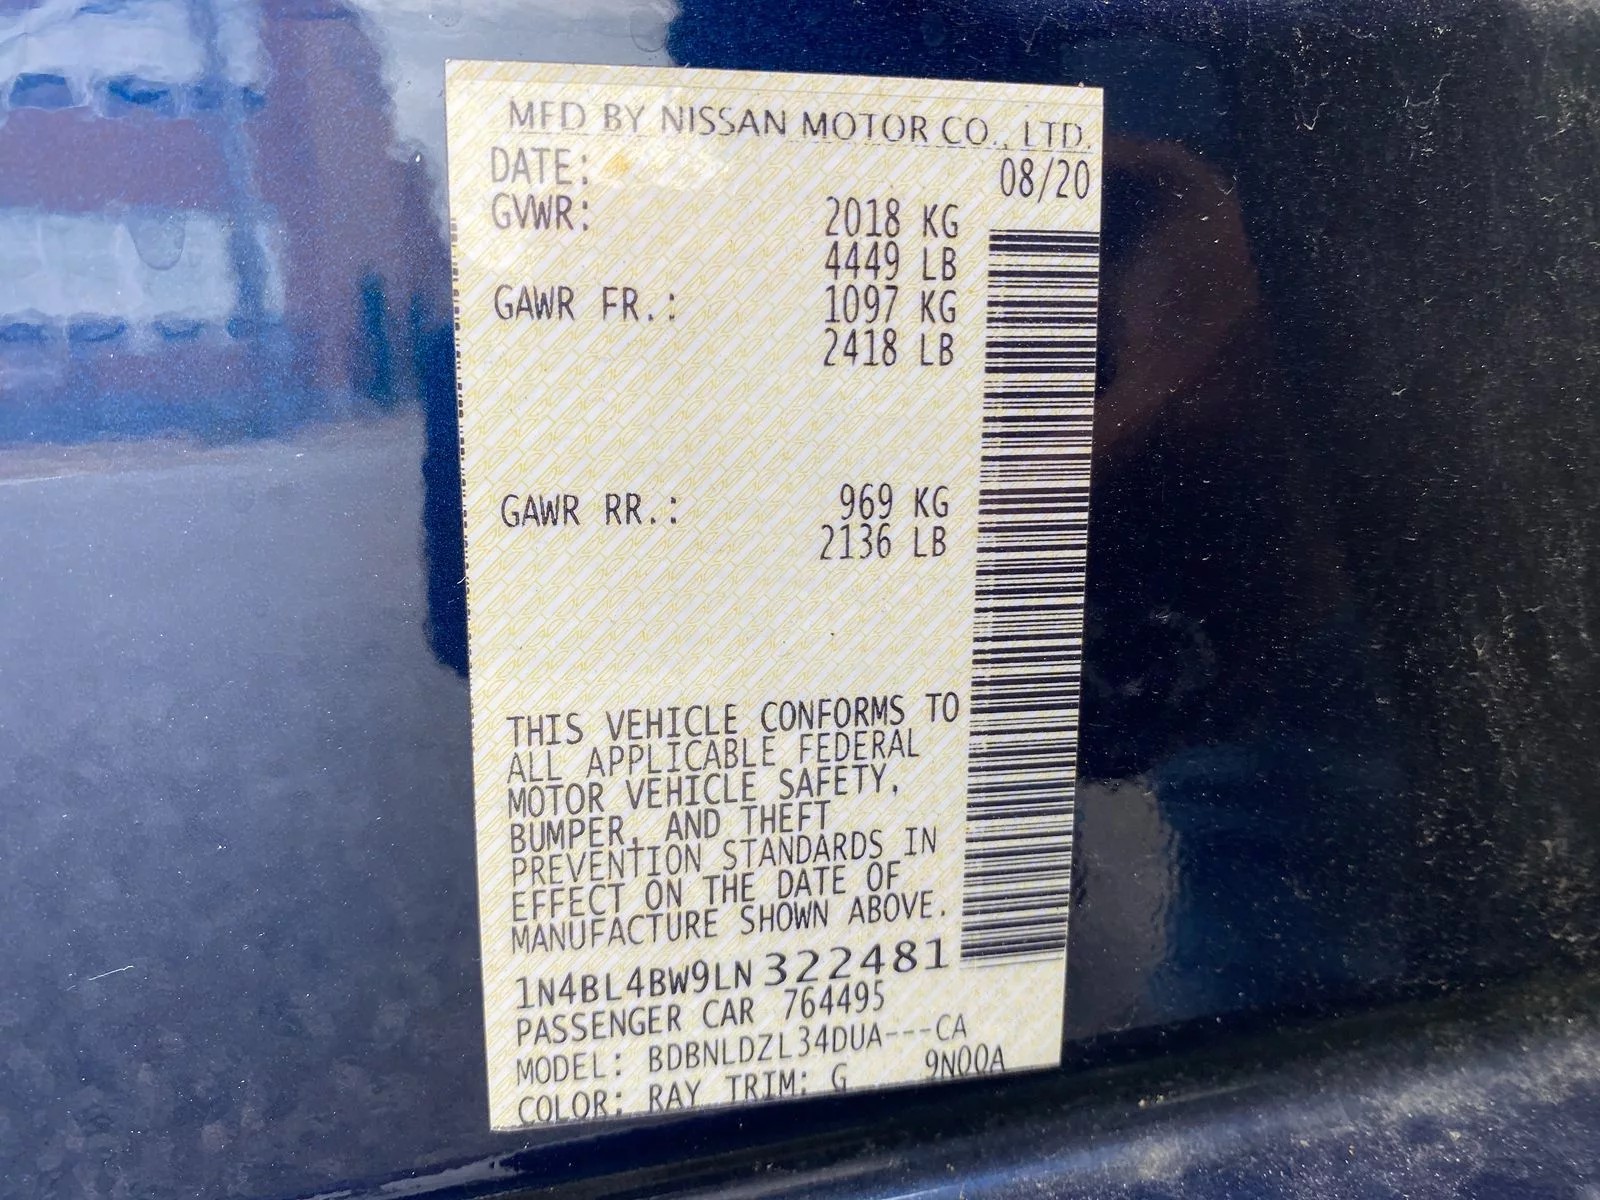 MFD BY NISSAN MOTOR CO., LTD.
DATE: 08/20
GVWR: 2018 KG
4449 LB
GAWR FR.: 1097 KG
2418 LB
GAWR RR.: 969 KG
2136 LB
THIS VEHICLE CONFORMS TO
ALL APPLICABLE FEDERAL
MOTOR VEHICLE SAFETY,
BUMPER, AND THEFT
PREVENTION STANDARDS IN
EFFECT ON THE DATE OF
MANUFACTURE SHOWN ABOVE.
1N4BL4BW9LN322481
PASSENGER CAR 764495
MODEL: BDBNLDZL34DUA---CA
COLOR: RAY TRIM: G 9N00A